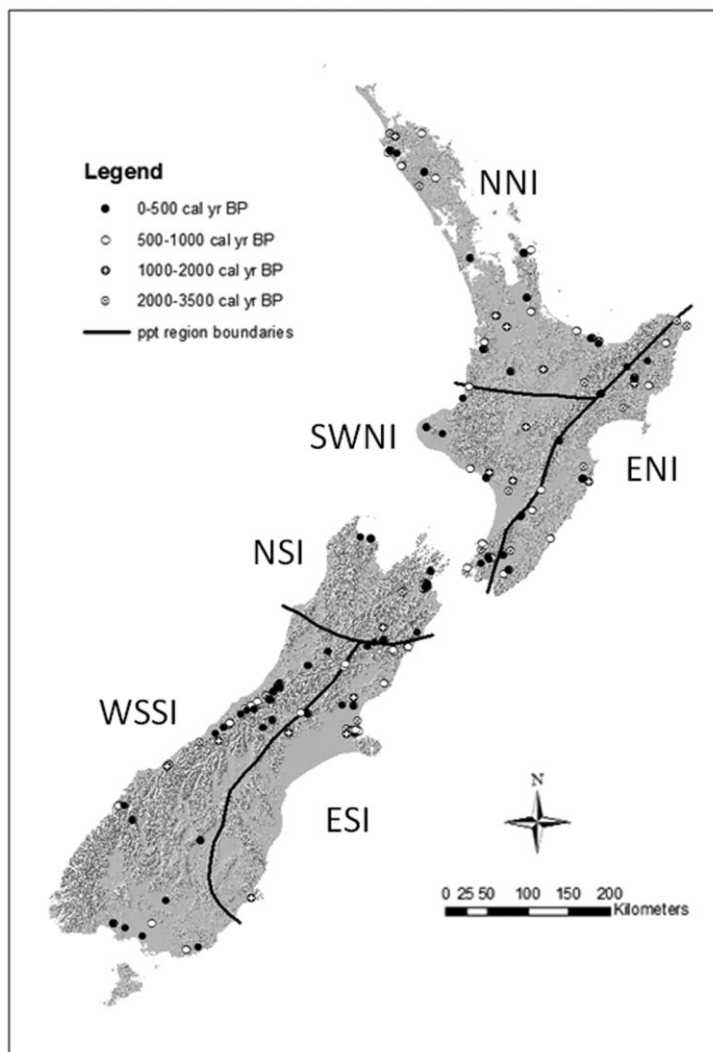 NNI
Legend
0-500 cal yr BP
500-1000 cal yr BP
1000-2000 cal yr BP
2000-3500 cal yr BP
ppt region boundaries
SWNI
ENI
NSI
WSSI
ESI
N
0 25 50 100 150 200
Kilometers